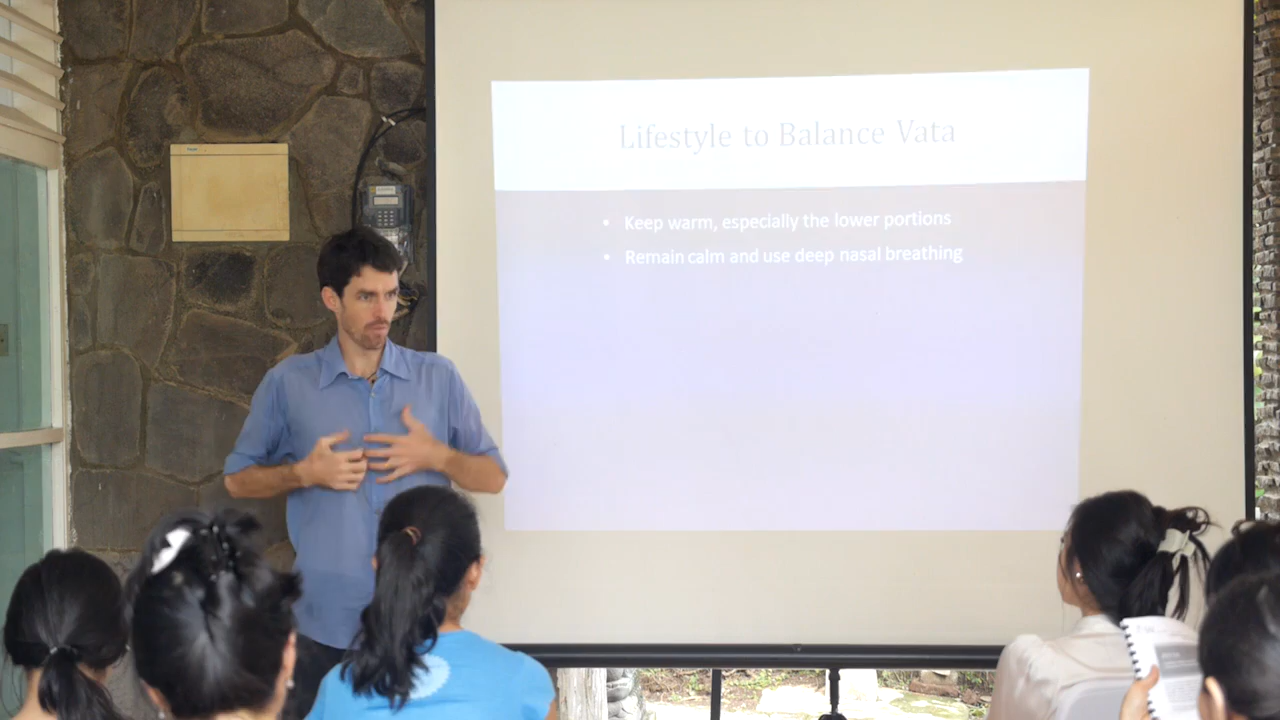 Lifestyle to Balance Vata
• Keep warm, especially the lower portions
• Remain calm and use deep nasal breathing